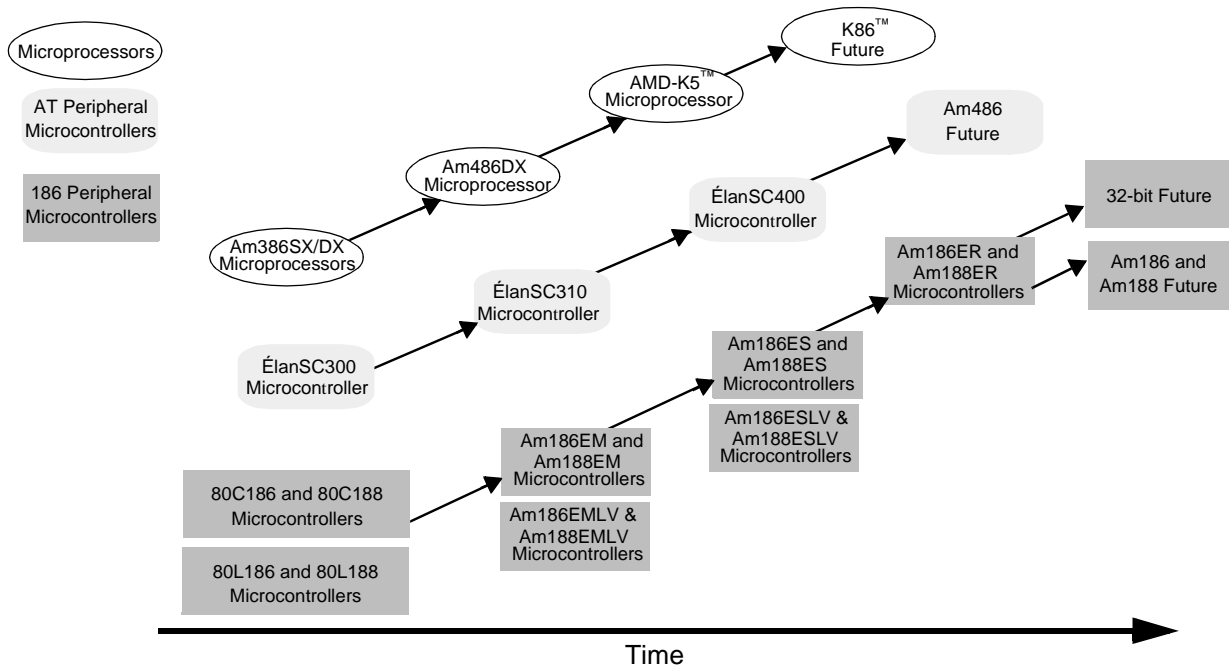 Microprocessors
AT Peripheral
Microcontrollers
186 Peripheral
Microcontrollers
K86™
Future
AMD-K5™
Microprocessor
Am486DX
Microprocessor
Am386SX/DX
Microprocessors
Am486
Future
ÉlanSC400
Microcontroller
ÉlanSC310
Microcontroller
ÉlanSC300
Microcontroller
32-bit Future
Am186 and
Am188 Future
Am186ER and
Am188ER
Microcontrollers
Am186ES and
Am188ES
Microcontrollers
Am186ESLV &
Am188ESLV
Microcontrollers
Am186EM and
Am188EM
Microcontrollers
Am186EMLV &
Am188EMLV
Microcontrollers
80C186 and 80C188
Microcontrollers
80L186 and 80L188
Microcontrollers
Time